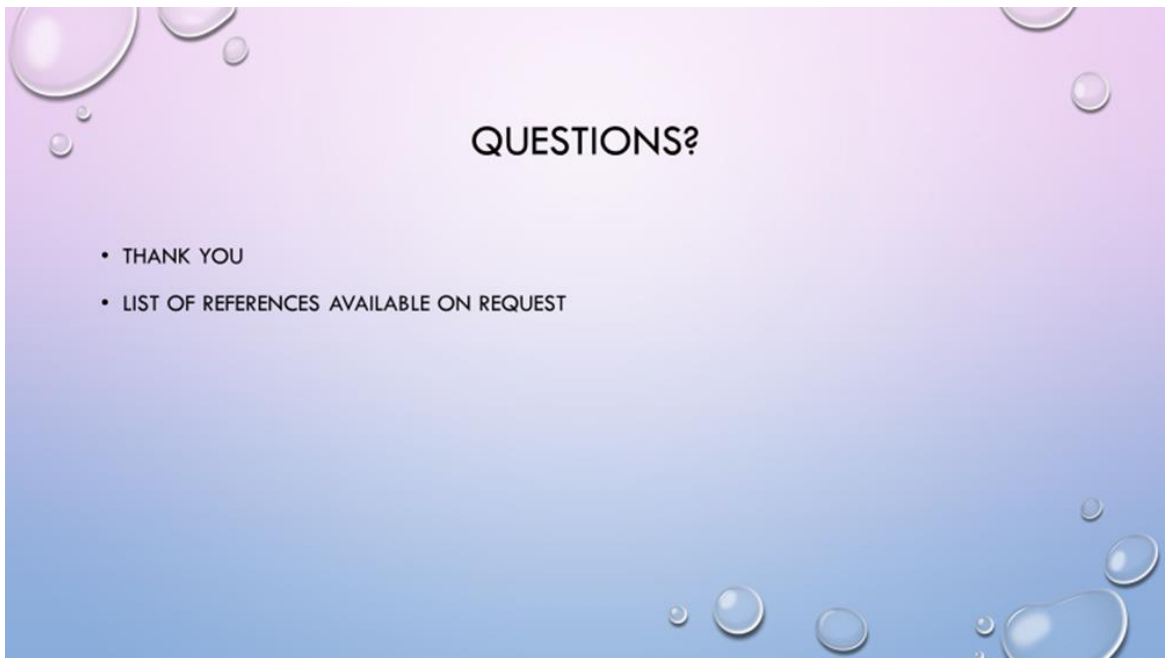 QUESTIONS?
• THANK YOU
• LIST OF REFERENCES AVAILABLE ON REQUEST